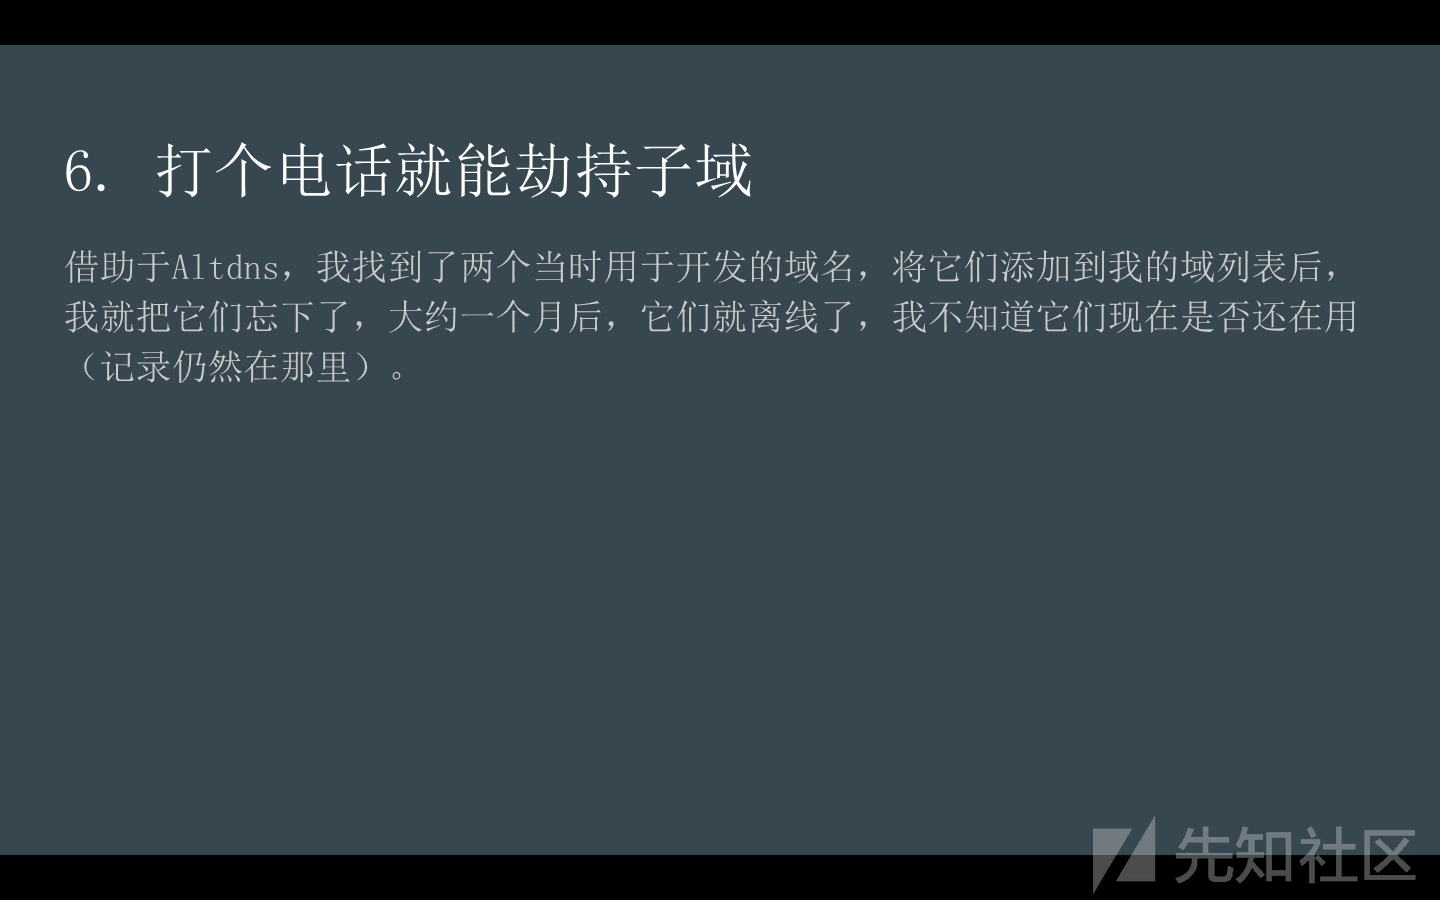 6. 打个电话就能劫持子域
借助于Altdns，我找到了两个当时用于开发的域名，将它们添加到我的域列表后，
我就把它们忘下了，大约一个月后，它们就离线了，我不知道它们现在是否还在用
（记录仍然在那里）。
先知社区